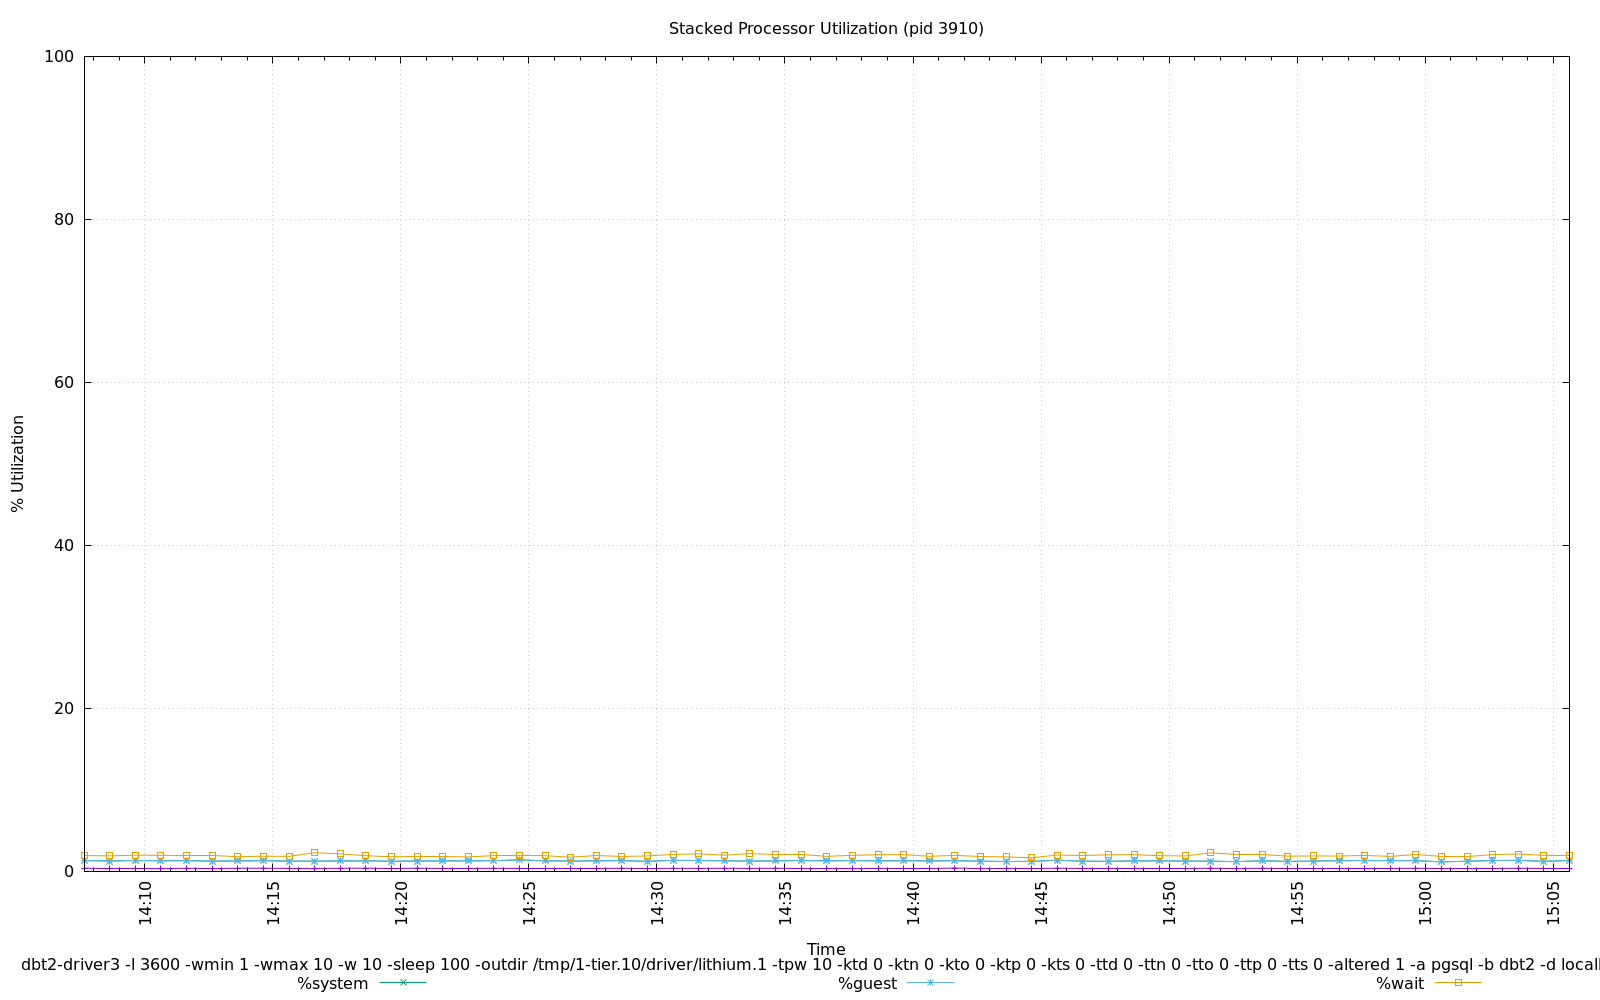 Stacked Processor Utilization (pid 3910)
100
80
60
40
20
0
% Utilization
14:10 14:15 14:20 14:25 14:30 14:35 14:40 14:45 14:50 14:55 15:00 15:05
Time
dbt2-driver3 -l 3600 -wmin 1 -wmax 10 -w 10 -sleep 100 -outdir /tmp/1-tier.10/driver/lithium.1 -tpw 10 -ktd 0 -ktn 0 -kto 0 -ktp 0 -kts 0 -ttd 0 -ttn 0 -tto 0 -ttp 0 -tts 0 -altered 1 -a pgsql -b dbt2 -d local
%system %guest %wait